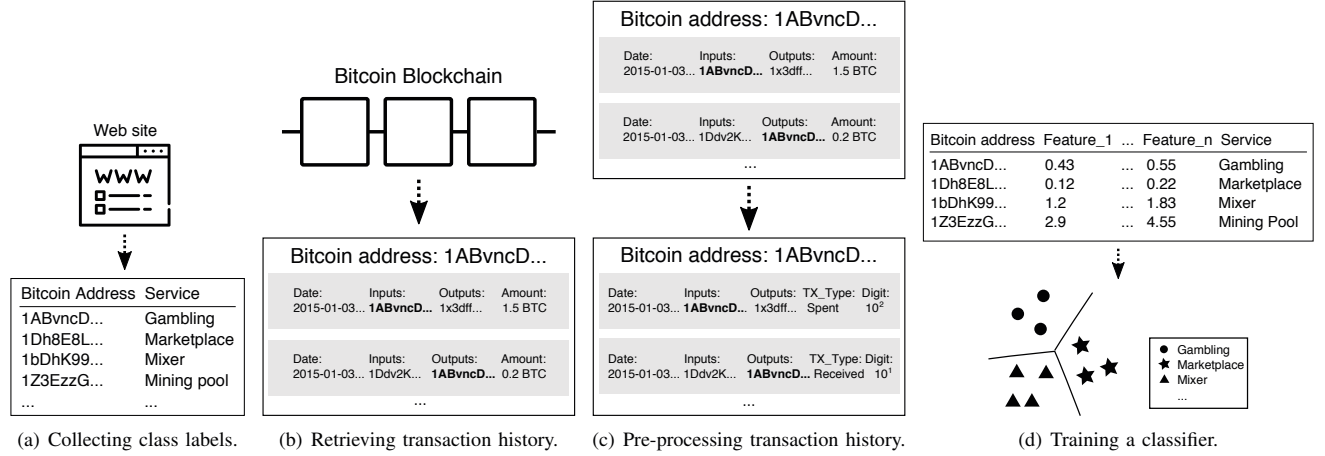 Web site
WWW
Bitcoin Address Service
1ABvncD... Gambling
1Dh8E8L... Marketplace
1bDhK99... Mixer
1Z3EzzG... Mining pool
... ...
(a) Collecting class labels.
Bitcoin Blockchain
Bitcoin address: 1ABvncD...
Date: Inputs: Outputs: Amount:
2015-01-03... 1ABvncD... 1x3dff... 1.5 BTC
Date: Inputs: Outputs: Amount:
2015-01-03... 1Ddv2K... 1ABvncD... 0.2 BTC
...
(b) Retrieving transaction history.
Bitcoin address: 1ABvncD...
Date: Inputs: Outputs: Amount:
2015-01-03... 1ABvncD... 1x3dff... 1.5 BTC
Date: Inputs: Outputs: Amount:
2015-01-03... 1Ddv2K... 1ABvncD... 0.2 BTC
...
Bitcoin address: 1ABvncD...
Date: Inputs: Outputs: TX_Type: Digit:
2015-01-03... 1ABvncD... 1x3dff... Spent 10²
Date: Inputs: Outputs: TX_Type: Digit:
2015-01-03... 1Ddv2K... 1ABvncD... Received 10¹
...
(c) Pre-processing transaction history.
Bitcoin address Feature_1 ... Feature_n Service
1ABvncD... 0.43 ... 0.55 Gambling
1Dh8E8L... 0.12 ... 0.22 Marketplace
1bDhK99... 1.2 ... 1.83 Mixer
1Z3EzzG... 2.9 ... 4.55 Mining Pool
Gambling
Marketplace
Mixer
...
(d) Training a classifier.